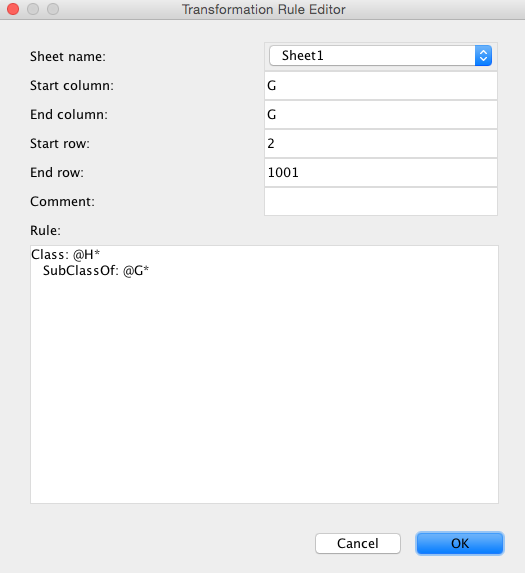 Transformation Rule Editor
Sheet name: Sheet1
Start column: G
End column: G
Start row: 2
End row: 1001
Comment:
Rule:
Class: @H*
SubClassOf: @G*
Cancel OK